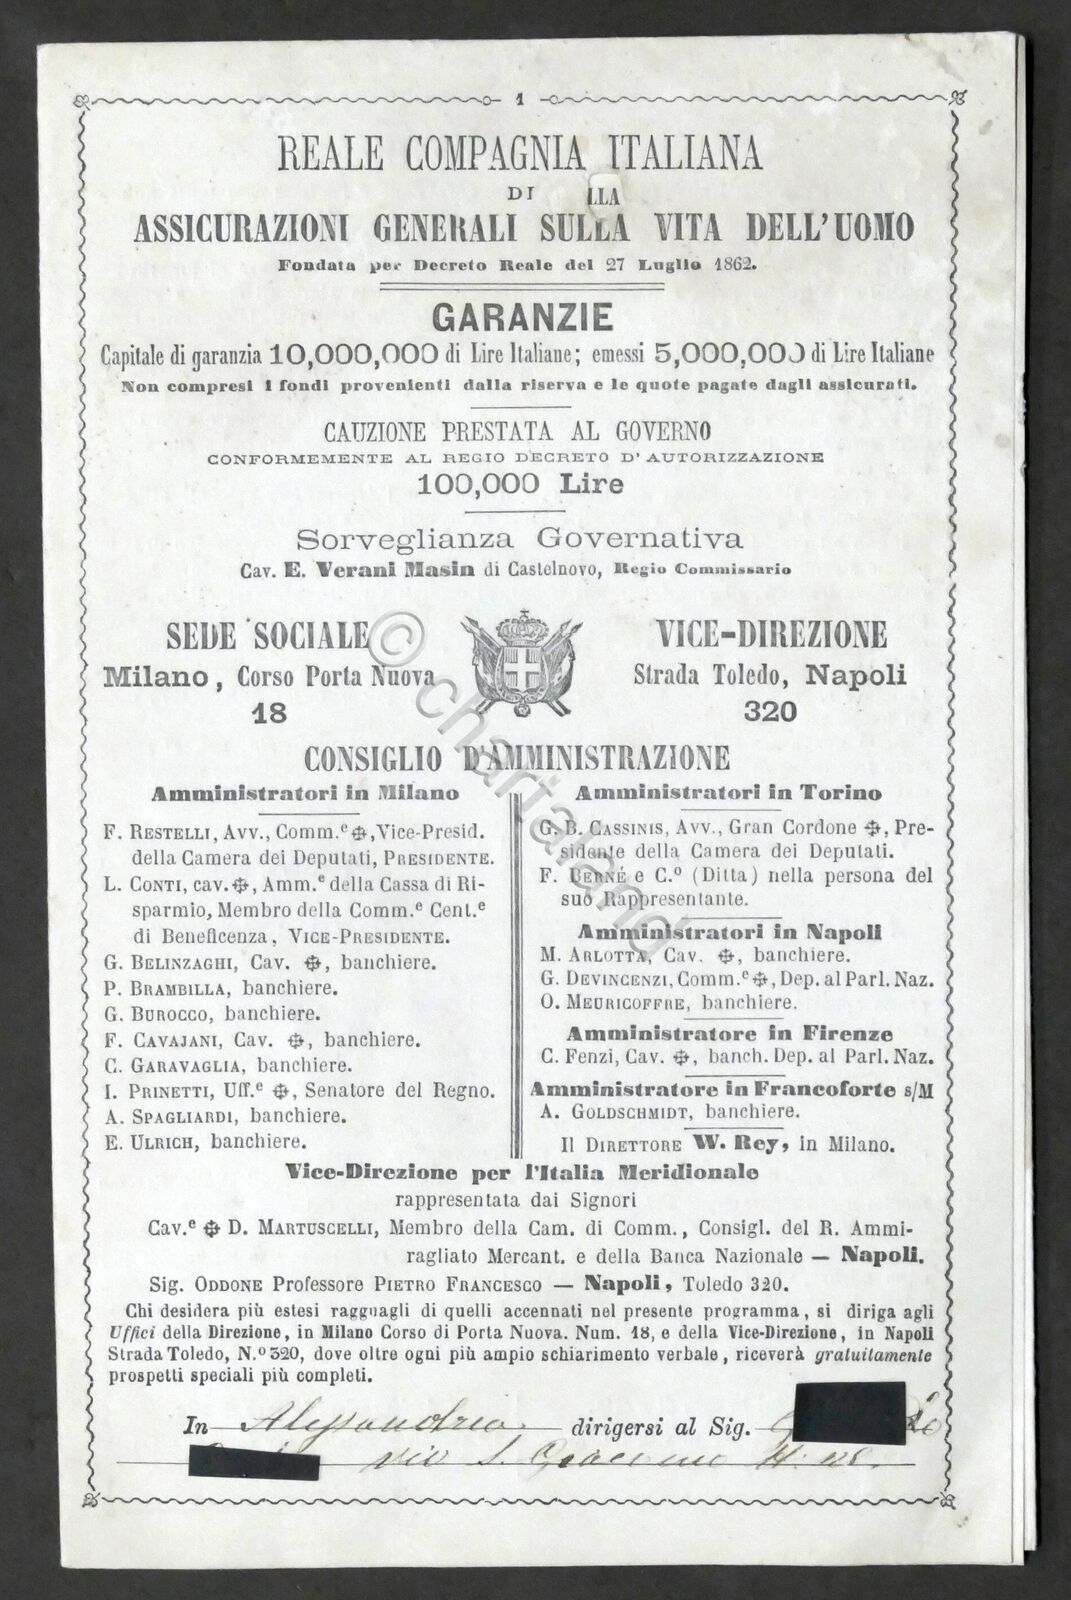 1
REALE COMPAGNIA ITALIANA
DI LLA
ASSICURAZIONI GENERALI SULLA VITA DELL'UOMO
Fondata per Decreto Reale del 27 Luglio 1862.
GARANZIE
Capitale di garanzia 10,000,000 di Lire Italiane; emessi 5,000,000 di Lire Italiane
Non compresi i fondi provenienti dalla riserva e le quote pagate dagli assicurati.
CAUZIONE PRESTATA AL GOVERNO
CONFORMEMENTE AL REGIO DECRETO D'AUTORIZZAZIONE
100,000 Lire
Sorveglianza Governativa
Cav. E. Verani Masin di Castelnovo, Regio Commissario
SEDE SOCIALE
Milano, Corso Porta Nuova
18
VICE-DIREZIONE
Strada Toledo, Napoli
320
CONSIGLIO D'AMMINISTRAZIONE
Amministratori in Milano
F. RESTELLI, Avv., Comm.e ✠, Vice-Presid.
della Camera dei Deputati, PRESIDENTE.
L. CONTI, cav. ✠, Amm.e della Cassa di Ri-
sparmio, Membro della Comm.e Cent.e
di Beneficenza, VICE-PRESIDENTE.
G. BELINZAGHI, Cav. ✠, banchiere.
P. BRAMBILLA, banchiere.
G. BUROCCO, banchiere.
F. CAVAJANI, Cav. ✠, banchiere.
C. GARAVAGLIA, banchiere.
I. PRINETTI, Uff.e ✠, Senatore del Regno.
A. SPAGLIARDI, banchiere.
E. ULRICH, banchiere.
Amministratori in Torino
G. B. CASSINIS, Avv., Gran Cordone ✠, Pre-
sidente della Camera dei Deputati.
F. BERNÉ e C.o (Ditta) nella persona del
suo Rappresentante.
Amministratori in Napoli
M. ARLOTTA, Cav. ✠, banchiere.
G. DEVINCENZI, Comm.e ✠, Dep. al Parl. Naz.
O. MEURICOFFRE, banchiere.
Amministratore in Firenze
C. Fenzi, Cav. ✠, banch. Dep. al Parl. Naz.
Amministratore in Francoforte s/M
A. GOLDSCHMIDT, banchiere.
Il DIRETTORE W. Rey, in Milano.
Vice-Direzione per l'Italia Meridionale
rappresentata dai Signori
Cav.e ✠ D. MARTUSCELLI, Membro della Cam. di Comm., Consigl. del R. Ammi-
ragliato Mercant. e della Banca Nazionale — Napoli.
Sig. ODDONE Professore PIETRO FRANCESCO — Napoli, Toledo 320.
Chi desidera più estesi ragguagli di quelli accennati nel presente programma, si diriga agli
Uffici della Direzione, in Milano Corso di Porta Nuova. Num. 18, e della Vice-Direzione, in Napoli
Strada Toledo, N.o 320, dove oltre ogni più ampio schiarimento verbale, riceverà gratuitamente
prospetti speciali più completi.
In Alessandria dirigersi al Sig.
via S. Giacomo
© chartaland